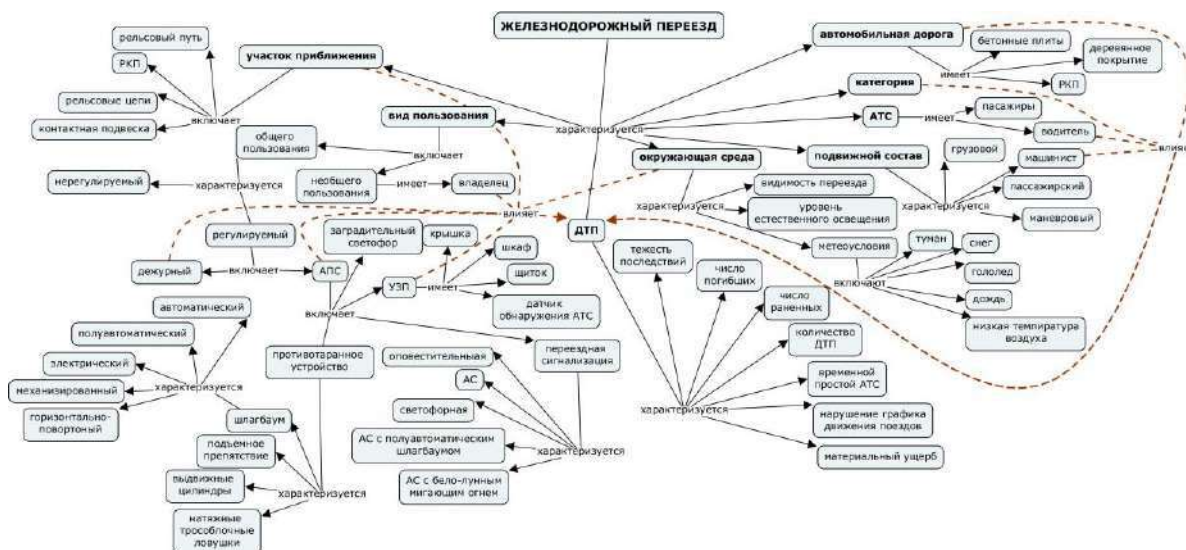 ЖЕЛЕЗНОДОРОЖНЫЙ ПЕРЕЕЗД
рельсовый путь
РКП
рельсовые цепи
контактная подвеска
включает
участок приближения
автомобильная дорога
имеет
бетонные плиты
деревянное
покрытие
РКП
категория
АТС
имеет
пасажиры
водитель
влияе
характеризуется
вид пользования
включает
общего
пользования
необщего
пользования
имеет
владелец
нерегулируемый
характеризуется
регулируемый
включает
дежурный
АПС
окружающая среда
характеризуется
видимость переезда
уровень
естественного освещения
метеоусловия
включают
туман
снег
гололед
дождь
низкая темпиратура
воздуха
подвижной состав
характеризуется
грузовой
машинист
пассажирский
маневровый
влияет
ДТП
заградительный
светофор
крышка
шкаф
щиток
УЗП
имеет
датчик
обнаружения АТС
включает
противотаранное
устройство
переездная
сигнализация
тяжесть
последствий
число
погибших
число
раненных
количество
ДТП
временной
простой АТС
нарушение графика
движения поездов
материальный ущерб
характеризуется
автоматический
полуавтоматический
электрический
механизированный
горизонтально-
повортоный
характеризуется
шлагбаум
подъемное
препятствие
выдвижные
цилиндры
натяжные
трособлочные
ловушки
характеризуется
оповестительныая
АС
светофорная
АС с полуавтоматическим
шлагбаумом
АС с бело-лунным
мигающим огнем
характеризуется